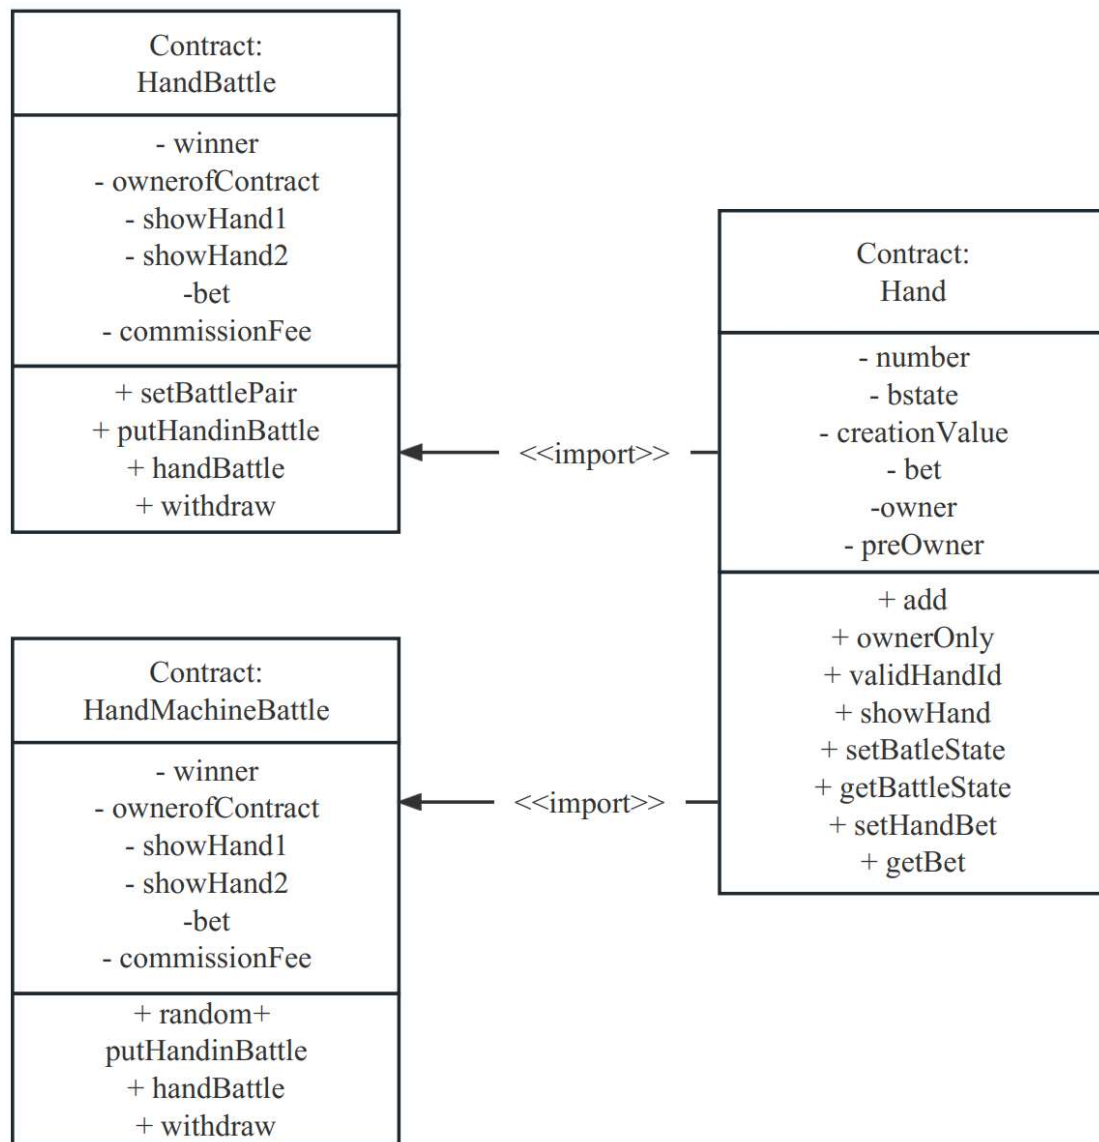 Contract:
HandBattle
- winner
- ownerofContract
- showHand1
- showHand2
-bet
- commissionFee
+ setBattlePair
+ putHandinBattle
+ handBattle
+ withdraw
<<import>>
Contract:
Hand
- number
- bstate
- creationValue
- bet
-owner
- preOwner
+ add
+ ownerOnly
+ validHandId
+ showHand
+ setBatleState
+ getBattleState
+ setHandBet
+ getBet
Contract:
HandMachineBattle
- winner
- ownerofContract
- showHand1
- showHand2
-bet
- commissionFee
+ random+
putHandinBattle
+ handBattle
+ withdraw
<<import>>